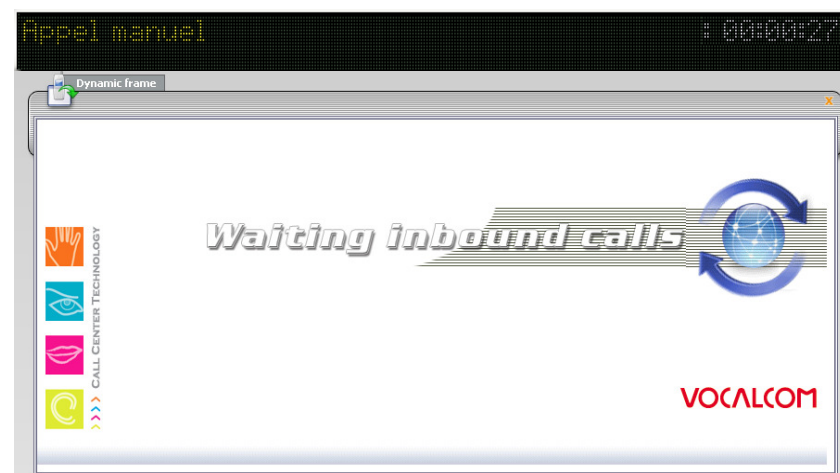 Appel manuel : 00:00:27
Dynamic frame
x
Waiting inbound calls
CALL CENTER TECHNOLOGY
VOCALCOM